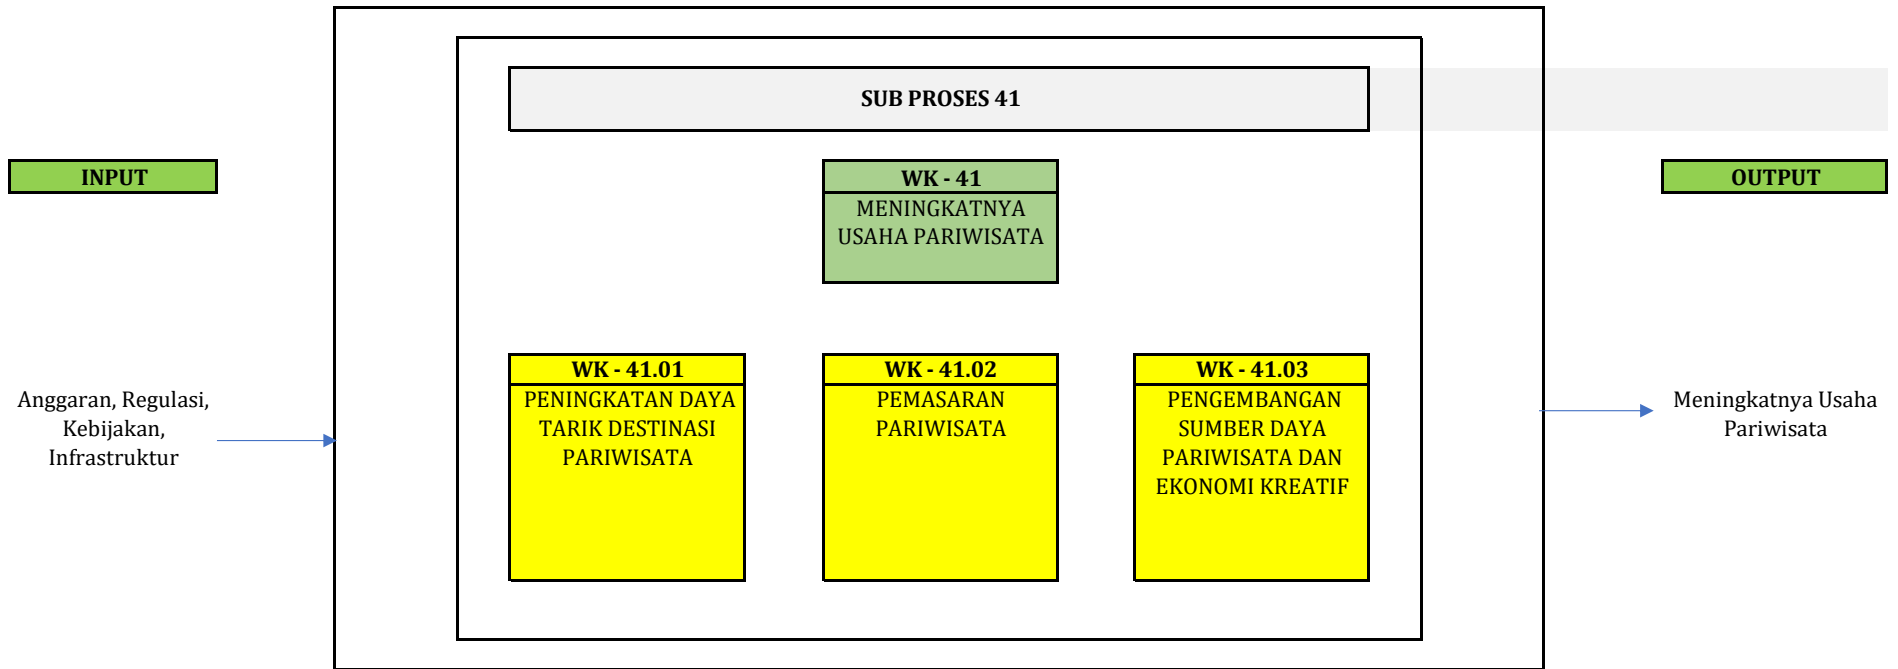 SUB PROSES 41
INPUT
WK - 41
MENINGKATNYA
USAHA PARIWISATA
OUTPUT
Anggaran, Regulasi,
Kebijakan,
Infrastruktur
WK - 41.01
PENINGKATAN DAYA
TARIK DESTINASI
PARIWISATA
WK - 41.02
PEMASARAN
PARIWISATA
WK - 41.03
PENGEMBANGAN
SUMBER DAYA
PARIWISATA DAN
EKONOMI KREATIF
Meningkatnya Usaha
Pariwisata